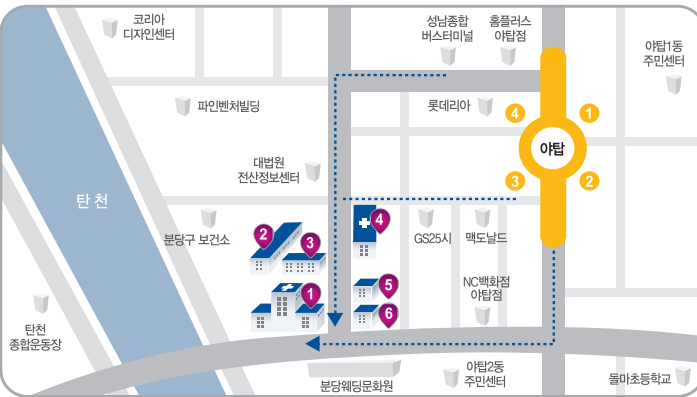 코리아
디자인센터
성남종합
버스터미널
홈플러스
야탑점
야탑1동
주민센터
파인벤처빌딩
롯데리아
4
1
야탑
3
2
대법원
전산정보센터
탄천
분당구 보건소
2
3
4
GS25시
맥도날드
1
5
6
NC백화점
야탑점
탄천
종합운동장
분당웨딩문화원
야탑2동
주민센터
돌마초등학교